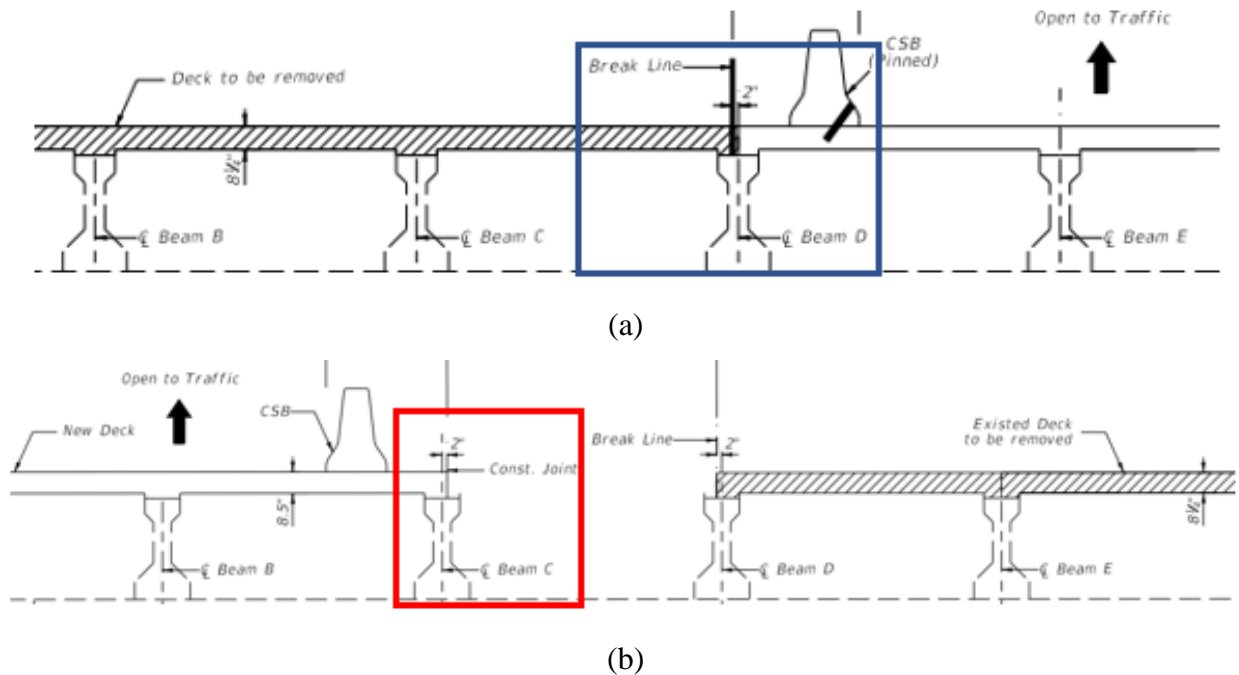 Open to Traffic
CSB
(Pinned)
Break Line
2"
Deck to be removed
8¼"
℄ Beam B
℄ Beam C
℄ Beam D
℄ Beam E
(a)
Open to Traffic
CSB
New Deck
2"
Const. Joint
8.5"
Break Line
2"
Existed Deck
to be removed
8¼"
℄ Beam B
℄ Beam C
℄ Beam D
℄ Beam E
(b)